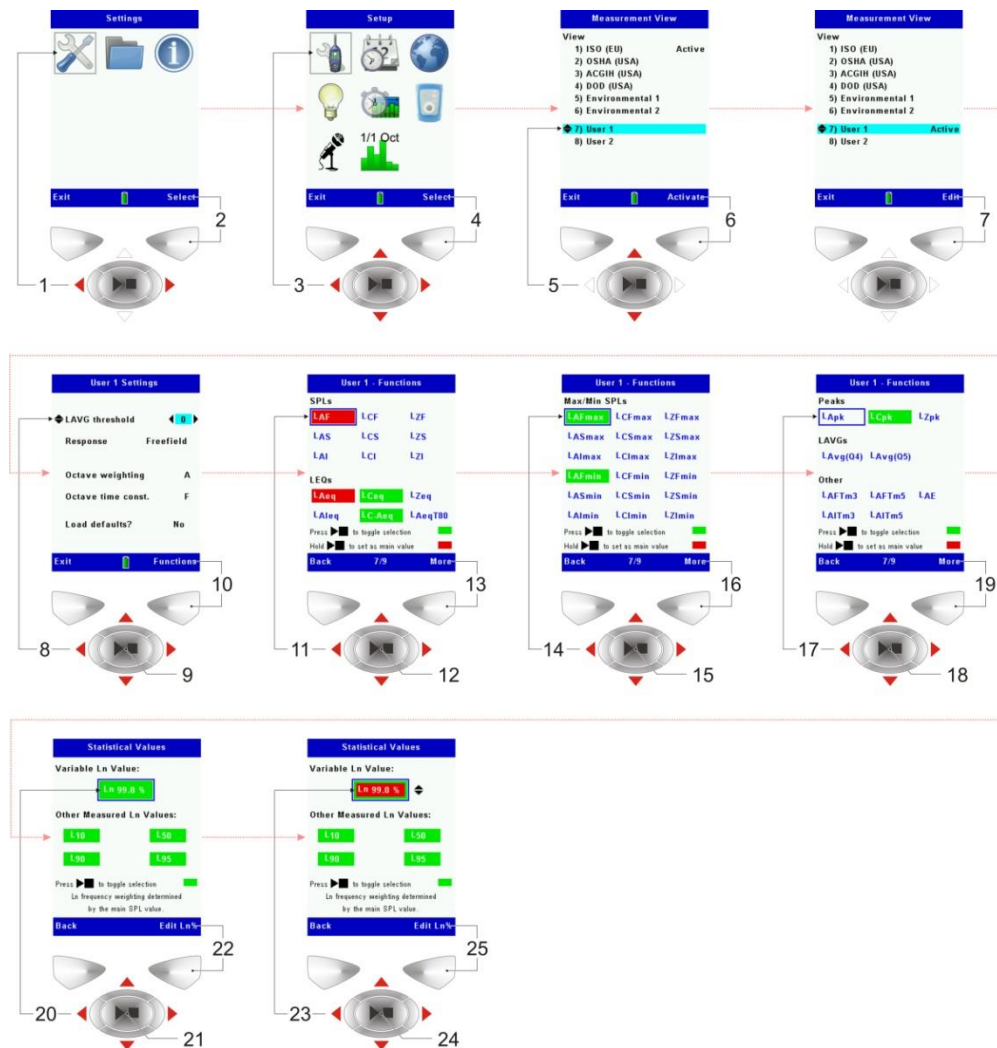 Settings
Exit Select
2
1
Setup
1/1 Oct
Exit Select
4
3
Measurement View
View
1) ISO (EU) Active
2) OSHA (USA)
3) ACGIH (USA)
4) DOD (USA)
5) Environmental 1
6) Environmental 2
7) User 1
8) User 2
Exit Activate
6
5
Measurement View
View
1) ISO (EU)
2) OSHA (USA)
3) ACGIH (USA)
4) DOD (USA)
5) Environmental 1
6) Environmental 2
7) User 1 Active
8) User 2
Exit Edit
7
User 1 Settings
LAVG threshold 0
Response Freefield
Octave weighting A
Octave time const. F
Load defaults? No
Exit Functions
10
8
9
User 1 - Functions
SPLs
LAF LCF LZF
LAS LCS LZS
LAI LCI LZI
LEQs
LAeq LCeq LZeq
LAIeq LC-Aeq LAeqT80
Press to toggle selection
Hold to set as main value
Back 7/9 More
13
11
12
User 1 - Functions
Max/Min SPLs
LAFmax LCFmax LZFmax
LASmax LCSmax LZSmax
LAImax LCImax LZImax
LAFmin LCFmin LZFmin
LASmin LCSmin LZSmin
LAImin LCImin LZImin
Press to toggle selection
Hold to set as main value
Back 7/9 More
16
14
15
User 1 - Functions
Peaks
LApk LCpk LZpk
LAVGs
LAvg(Q4) LAvg(Q5)
Other
LAFTm3 LAFTm5 LAE
LAITm3 LAITm5
Press to toggle selection
Hold to set as main value
Back 7/9 More
19
17
18
Statistical Values
Variable Ln Value:
Ln 99.0 %
Other Measured Ln Values:
L10 L50
L90 L95
Press to toggle selection
Ln frequency weighting determined
by the main SPL value.
Back Edit Ln%
22
20
21
Statistical Values
Variable Ln Value:
Ln 99.0 %
Other Measured Ln Values:
L10 L50
L90 L95
Press to toggle selection
Ln frequency weighting determined
by the main SPL value.
Back Edit Ln%
25
23
24